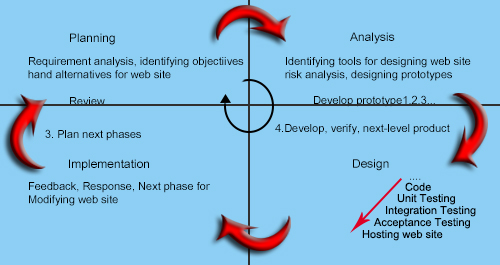 Planning
Requirement analysis, identifying objectiives
hand alternatives for web site
Review
3. Plan next phases
Implementation
Feedback, Response, Next phase for
Modifying web site
Analysis
Identifying tools for designing web site
risk analysis, designing prototypes
Develop prototype1,2,3...
4.Develop, verify, next-level product
Design
....
Code
Unit Testing
Integration Testing
Acceptance Testing
Hosting web site